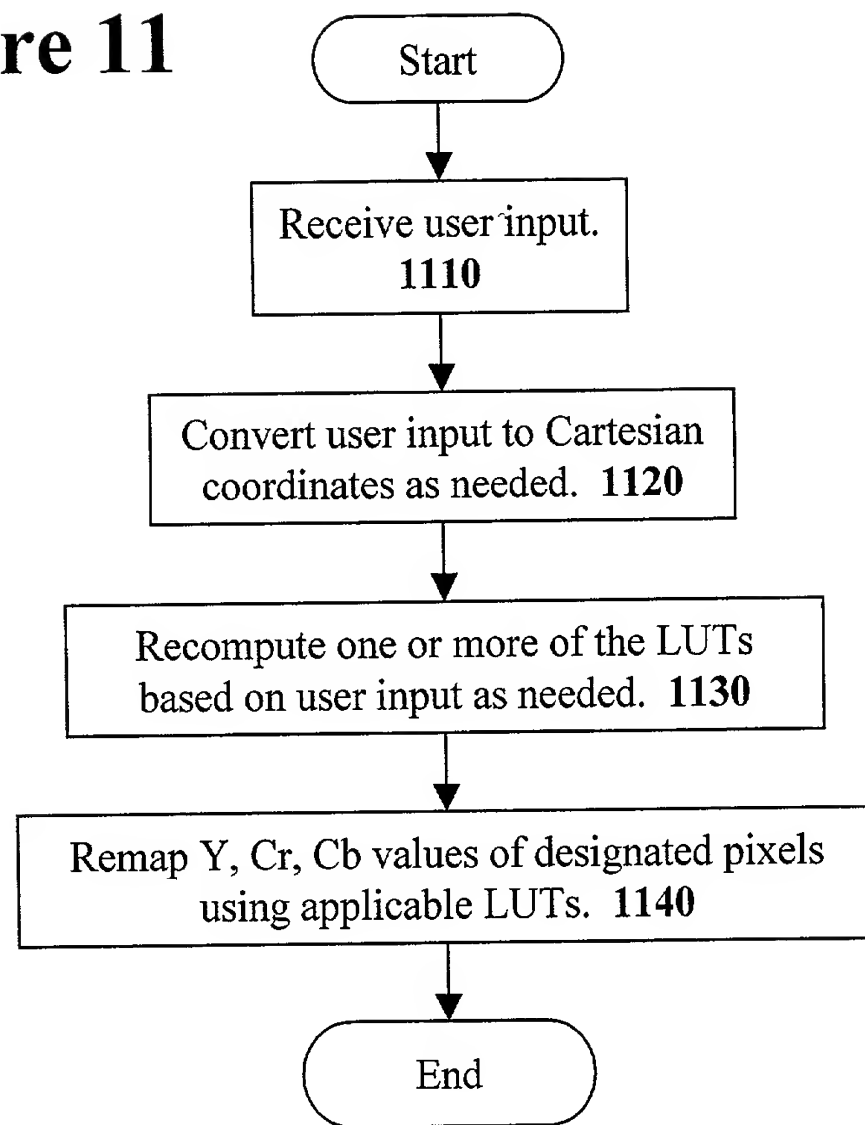 re 11
Start
Receive user input.
1110
Convert user input to Cartesian
coordinates as needed. 1120
Recompute one or more of the LUTs
based on user input as needed. 1130
Remap Y, Cr, Cb values of designated pixels
using applicable LUTs. 1140
End